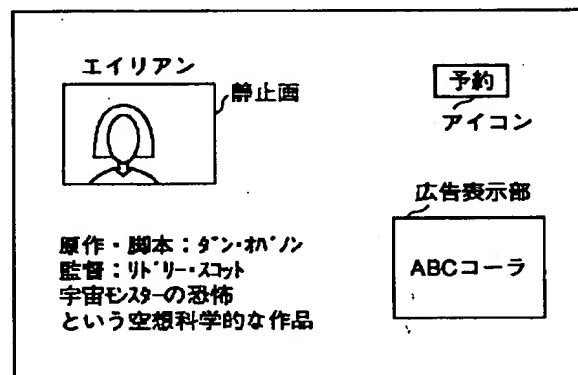 エイリアン
静止画
予約
アイコン
広告表示部
ABCコーラ
原作・脚本:ダン・オバノン
監督:リドリー・スコット
宇宙モンスターの恐怖
という空想科学的な作品